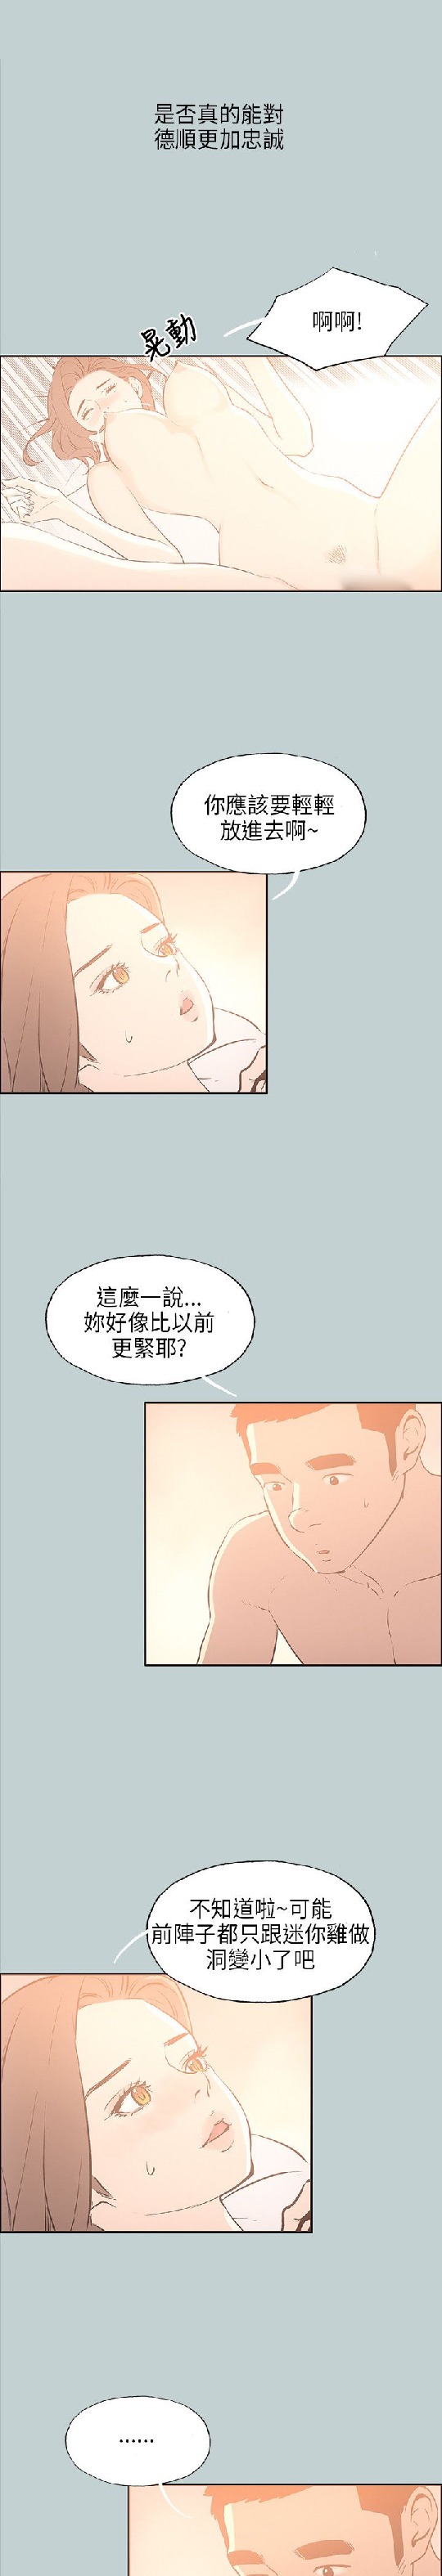 是否真的能對
德順更加忠誠
啊啊!
晃動
你應該要輕輕
放進去啊~
這麼一說...
妳好像比以前
更緊耶?
不知道啦~可能
前陣子都只跟迷你雞做
洞變小了吧
......